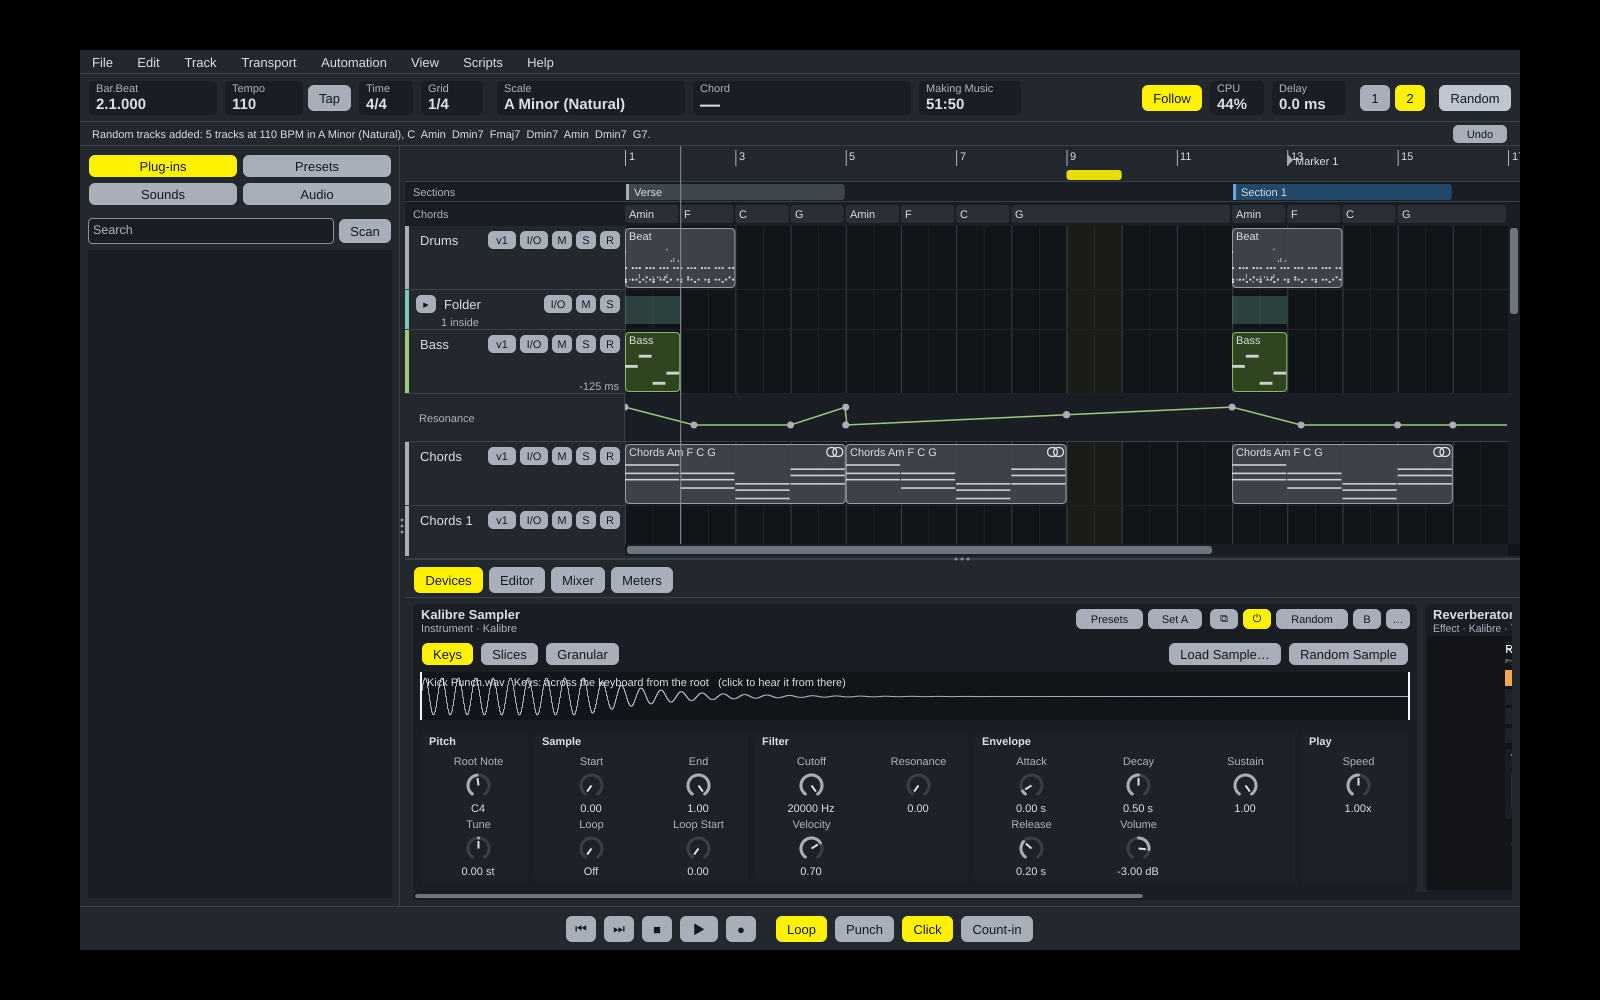 File Edit Track Transport Automation View Scripts Help
Bar.Beat Tempo Time Grid Scale Chord Making Music CPU Delay
2.1.000 110 Tap 4/4 1/4 A Minor (Natural) — 51:50 Follow 44% 0.0 ms 1 2 Random
Random tracks added: 5 tracks at 110 BPM in A Minor (Natural), C Amin Dmin7 Fmaj7 Dmin7 Amin Dmin7 G7. Undo
Plug-ins Presets
Sounds Audio
Search Scan
1 3 5 7 9 11 13 Marker 1 15 17
Sections Verse Section 1
Chords Amin F C G Amin F C G Amin F C G
Drums v1 I/O M S R Beat Beat
Folder I/O M S
1 inside
Bass v1 I/O M S R Bass Bass
-125 ms
Resonance
Chords v1 I/O M S R Chords Am F C G Chords Am F C G Chords Am F C G
Chords 1 v1 I/O M S R
Devices Editor Mixer Meters
Kalibre Sampler Presets Set A Random B … Reverberator
Instrument · Kalibre Effect · Kalibre ·
Keys Slices Granular Load Sample… Random Sample
Kick Punch.wav Keys: across the keyboard from the root (click to hear it from there)
Pitch Sample Filter Envelope Play
Root Note Start End Cutoff Resonance Attack Decay Sustain Speed
C4 0.00 1.00 20000 Hz 0.00 0.00 s 0.50 s 1.00 1.00x
Tune Loop Loop Start Velocity Release Volume
0.00 st Off 0.00 0.70 0.20 s -3.00 dB
Loop Punch Click Count-in